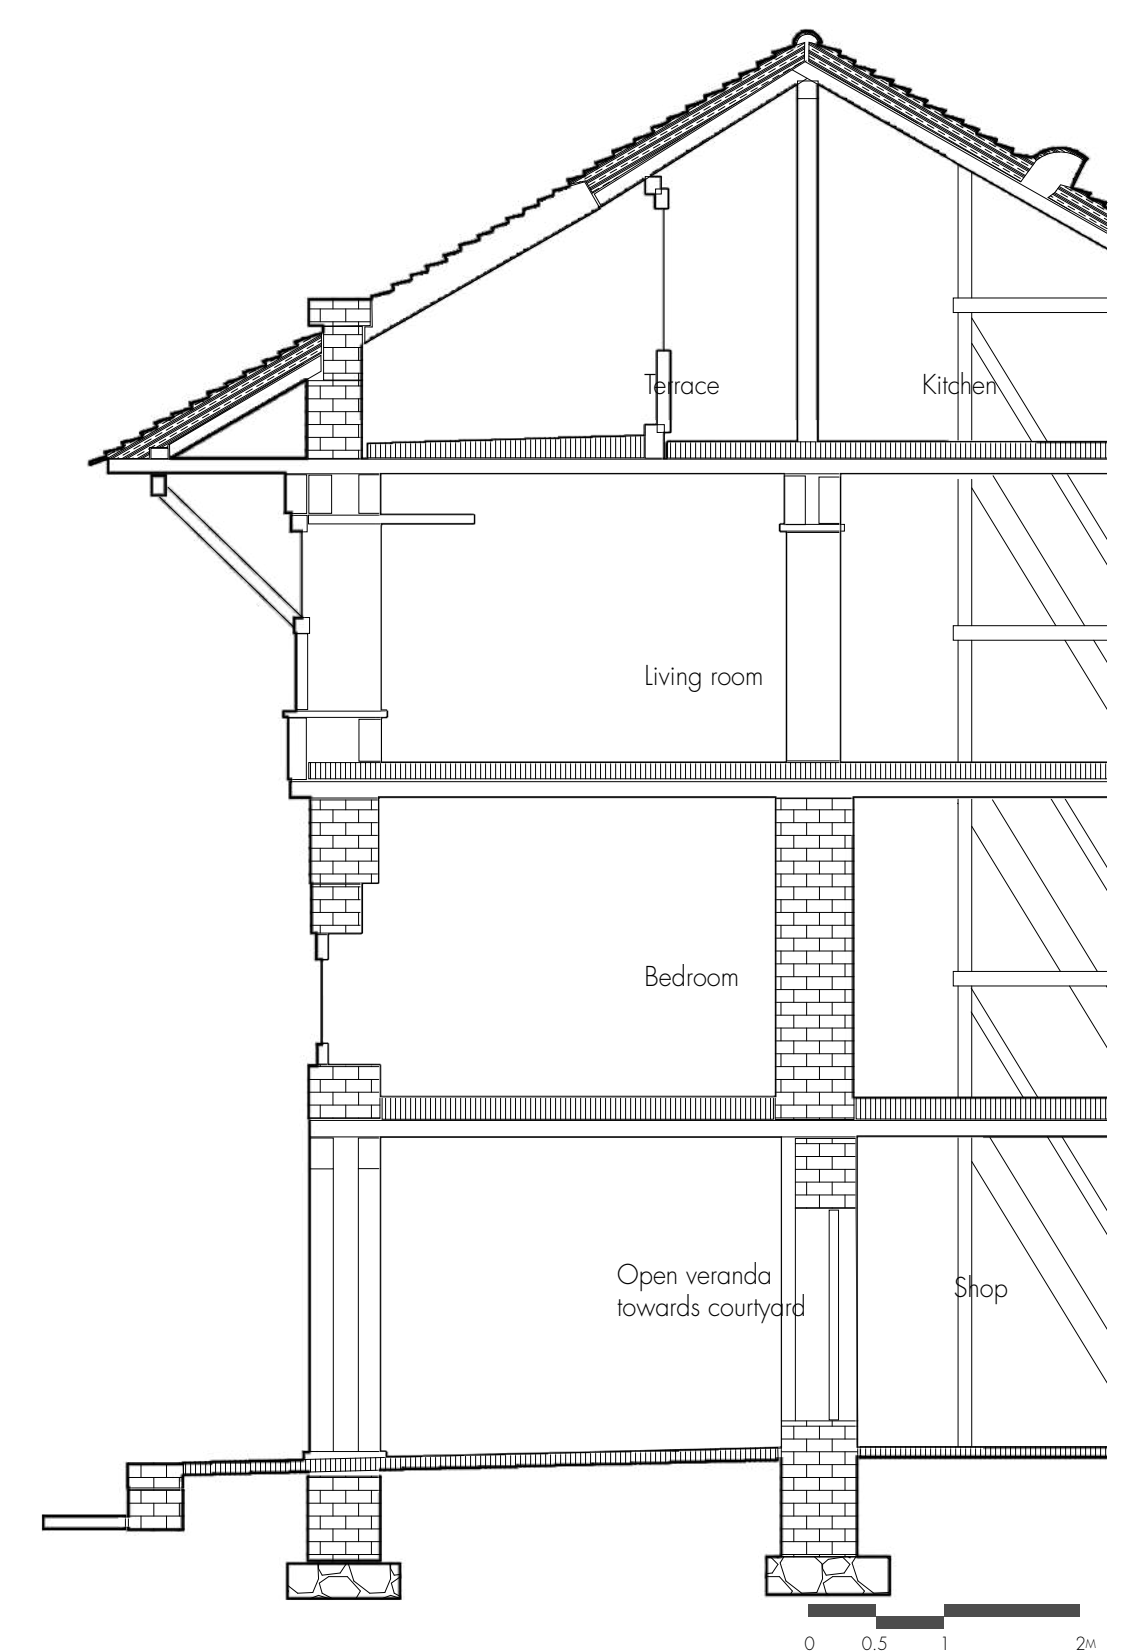 Terrace
Kitchen
Living room
Bedroom
Open veranda
towards courtyard
Shop
0 0.5 1 2M